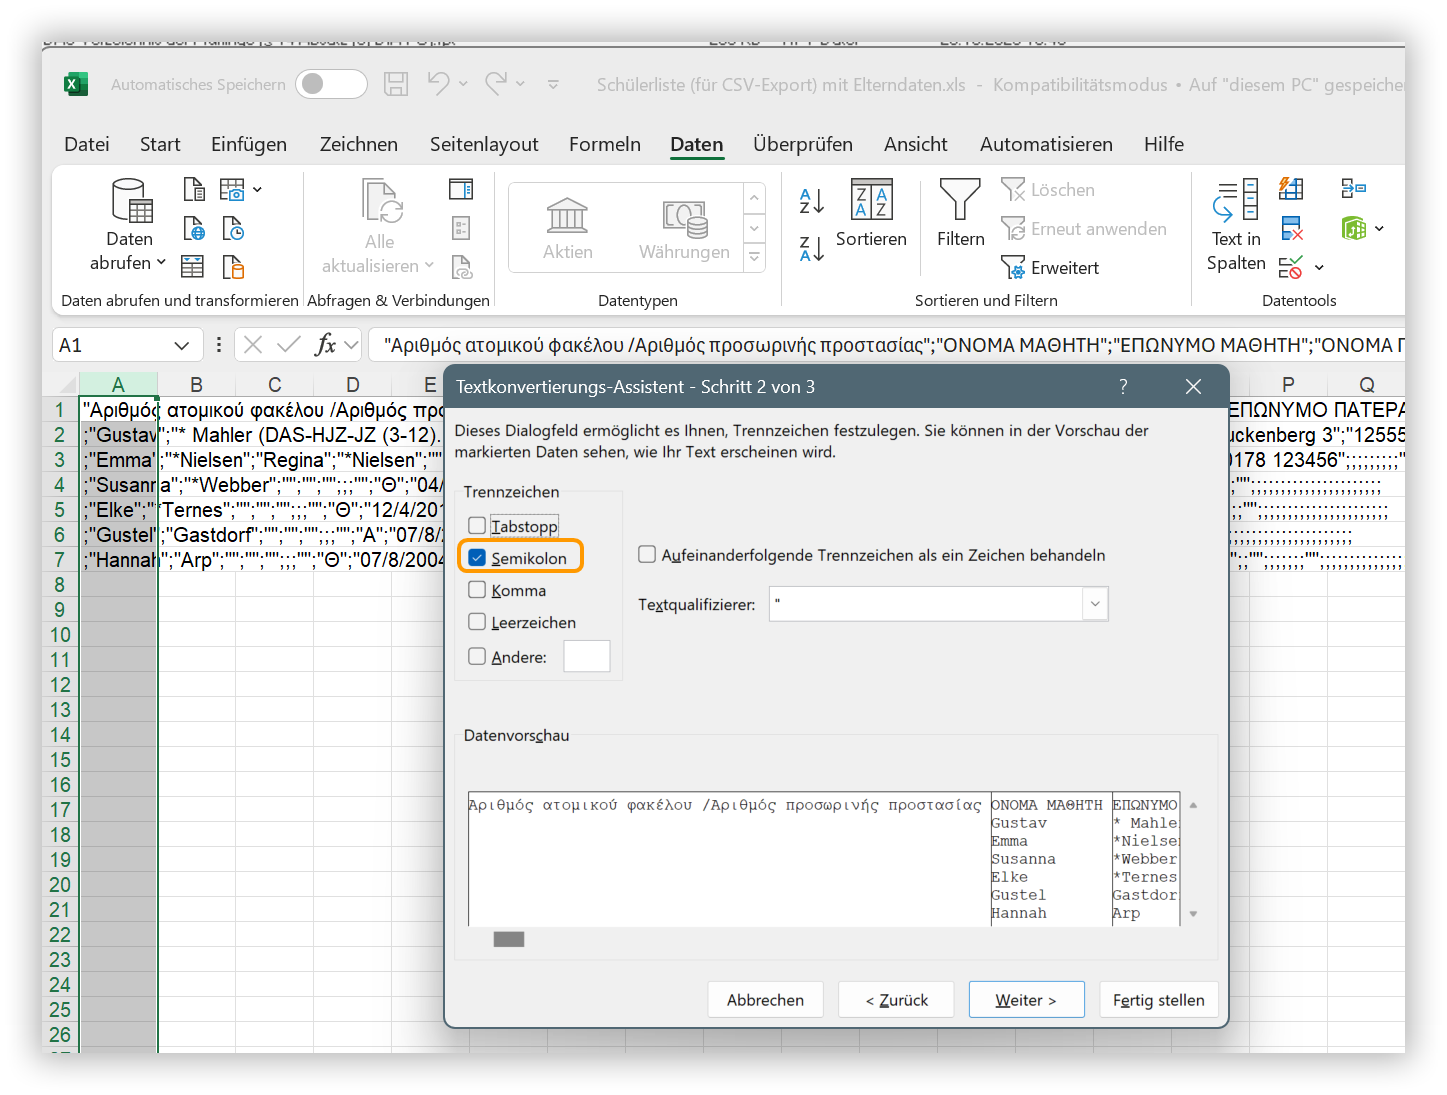 Automatisches Speichern
Schülerliste (für CSV-Export) mit Elterndaten.xls - Kompatibilitätsmodus • Auf "diesem PC" gespeicher
Datei Start Einfügen Zeichnen Seitenlayout Formeln Daten Überprüfen Ansicht Automatisieren Hilfe
Daten abrufen
Alle aktualisieren
Aktien
Währungen
Sortieren
Filtern
Löschen
Erneut anwenden
Erweitert
Text in Spalten
Daten abrufen und transformieren
Abfragen & Verbindungen
Datentypen
Sortieren und Filtern
Datentools
A1
fx
"Αριθμός ατομικού φακέλου /Αριθμός προσωρινής προστασίας";"ΟΝΟΜΑ ΜΑΘΗΤΗ";"ΕΠΩΝΥΜΟ ΜΑΘΗΤΗ";"ΟΝΟΜΑ Π
A B C D E P Q
1 "Αριθμός ατομικού φακέλου /Αριθμός προ ΕΠΩΝΥΜΟ ΠΑΤΕΡΑ
2 ;"Gustav";"* Mahler (DAS-HJZ-JZ (3-12). uckenberg 3";"12555
3 ;"Emma";"*Nielsen";"Regina";"*Nielsen";"" 0178 123456";;;;;;;;;"
4 ;"Susanna";"*Webber";"";"";"";;;"";"Θ";"04/
5 ;"Elke";"*Ternes";"";"";"";;;"";"Θ";"12/4/201
6 ;"Gustel";"Gastdorf";"";"";"";;;"";"Α";"07/8/2
7 ;"Hannah";"Arp";"";"";"";;;"";"Θ";"07/8/2004
8
9
10
11
12
13
14
15
16
17
18
19
20
21
22
23
24
25
26
Textkonvertierungs-Assistent - Schritt 2 von 3 ?
Dieses Dialogfeld ermöglicht es Ihnen, Trennzeichen festzulegen. Sie können in der Vorschau der
markierten Daten sehen, wie Ihr Text erscheinen wird.
Trennzeichen
Tabstopp
Semikolon
Komma
Leerzeichen
Andere:
Aufeinanderfolgende Trennzeichen als ein Zeichen behandeln
Textqualifizierer: "
Datenvorschau
Αριθμός ατομικού φακέλου /Αριθμός προσωρινής προστασίας ΟΝΟΜΑ ΜΑΘΗΤΗ ΕΠΩΝΥΜΟ
Gustav * Mahle
Emma *Nielse
Susanna *Webber
Elke *Ternes
Gustel Gastdor
Hannah Arp
Abbrechen
< Zurück
Weiter >
Fertig stellen